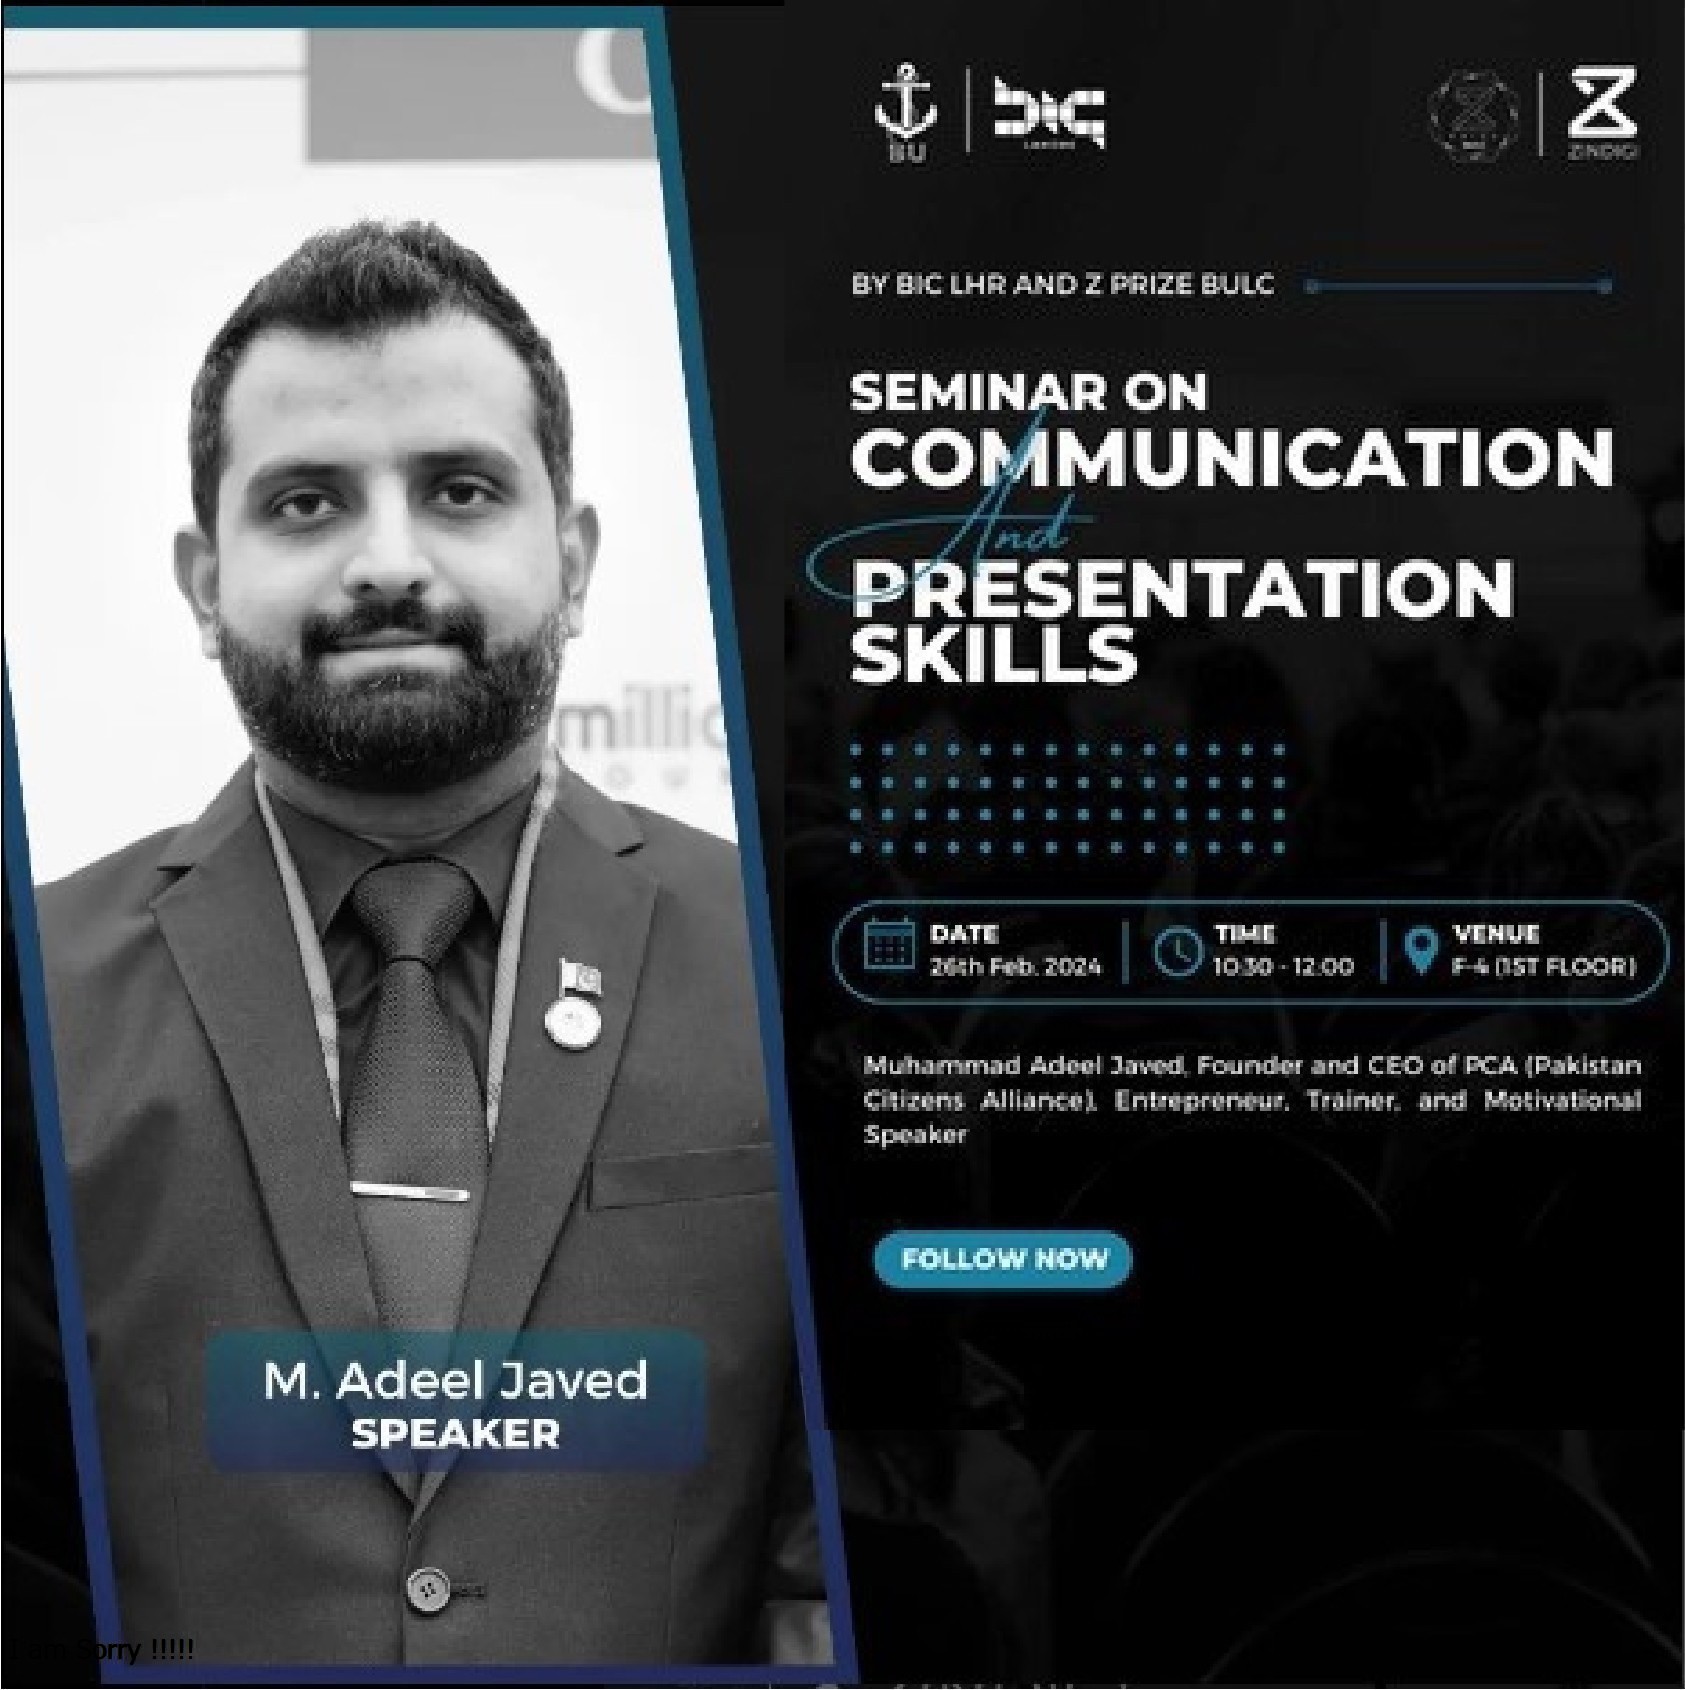 BU
bic
ZINDIGI
BY BIC LHR AND Z PRIZE BULC
SEMINAR ON
COMMUNICATION
And
PRESENTATION
SKILLS
DATE
26th Feb. 2024
TIME
10:30 - 12:00
VENUE
F-4 (1ST FLOOR)
Muhammad Adeel Javed, Founder and CEO of PCA (Pakistan
Citizens Alliance), Entrepreneur, Trainer, and Motivational
Speaker
FOLLOW NOW
M. Adeel Javed
SPEAKER
am Sorry !!!!!